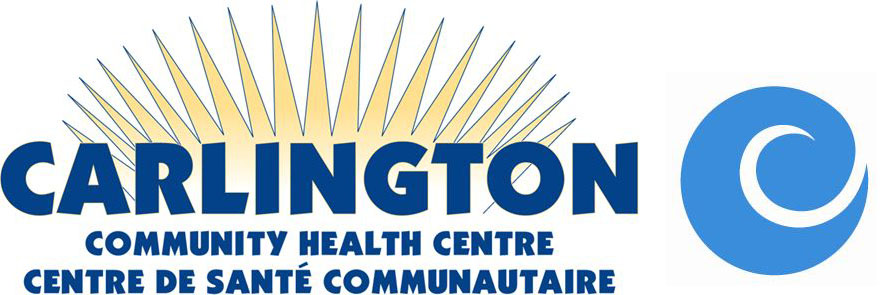 CARLINGTON
COMMUNITY HEALTH CENTRE
CENTRE DE SANTÉ COMMUNAUTAIRE